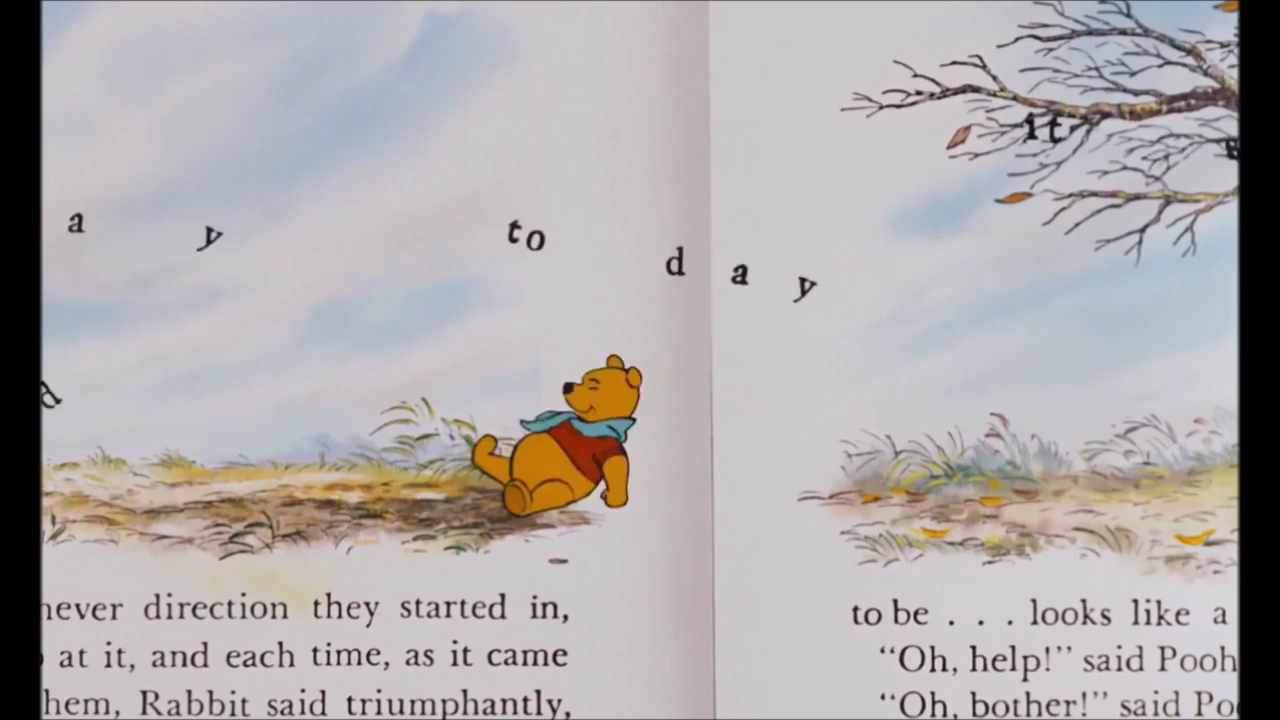 a y to d a y
it
d
never direction they started in,
at it, and each time, as it came
hem, Rabbit said triumphantly,
to be . . . looks like a
“Oh, help!” said Pooh
“Oh, bother!” said Po